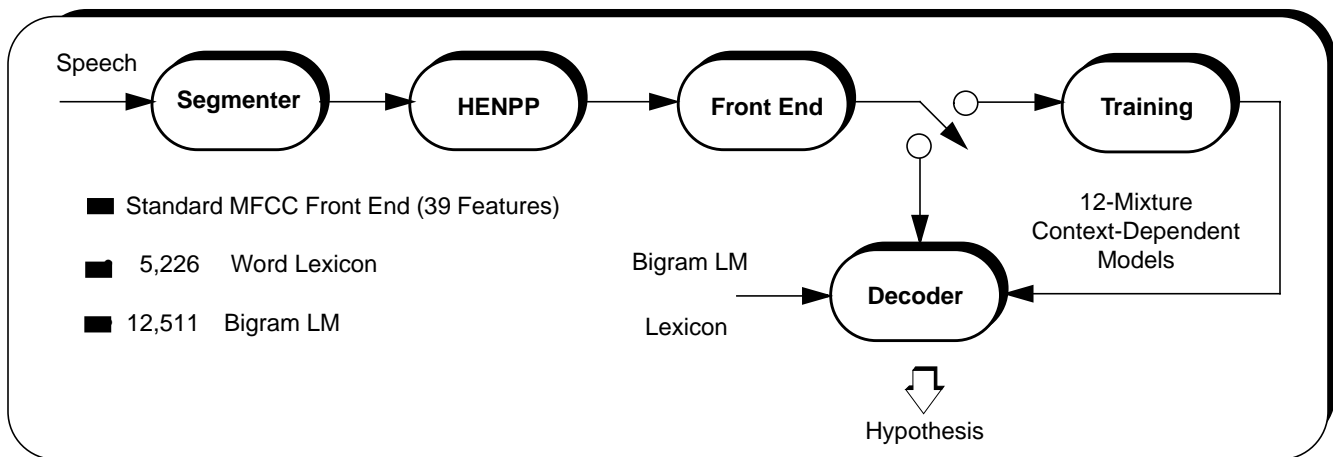 Speech
Segmenter
HENPP
Front End
Training
Standard MFCC Front End (39 Features)
5,226 Word Lexicon
12,511 Bigram LM
12-Mixture
Context-Dependent
Models
Bigram LM
Lexicon
Decoder
Hypothesis